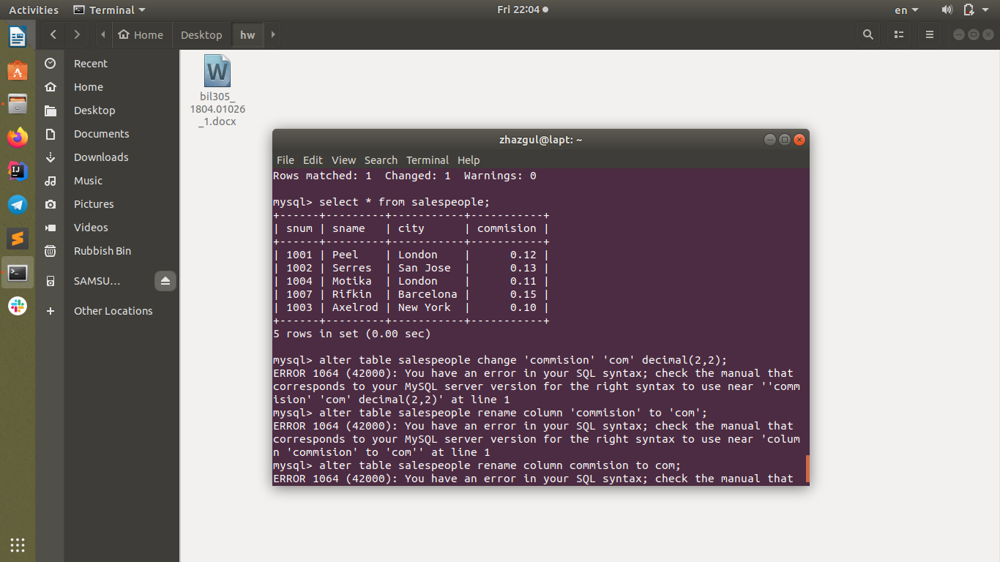 Activities Terminal Fri 22:04 en
Home Desktop hw
Recent
Home
Desktop
Documents
Downloads
Music
Pictures
Videos
Rubbish Bin
SAMSU...
Other Locations
bil305_
1804.01026
_1.docx
zhazgul@lapt: ~
File Edit View Search Terminal Help
Rows matched: 1  Changed: 1  Warnings: 0
mysql> select * from salespeople;
+------+---------+-----------+-----------+
| snum | sname   | city      | commision |
+------+---------+-----------+-----------+
| 1001 | Peel    | London    |      0.12 |
| 1002 | Serres  | San Jose  |      0.13 |
| 1004 | Motika  | London    |      0.11 |
| 1007 | Rifkin  | Barcelona |      0.15 |
| 1003 | Axelrod | New York  |      0.10 |
+------+---------+-----------+-----------+
5 rows in set (0.00 sec)
mysql> alter table salespeople change 'commision' 'com' decimal(2,2);
ERROR 1064 (42000): You have an error in your SQL syntax; check the manual that
corresponds to your MySQL server version for the right syntax to use near ''comm
ision' 'com' decimal(2,2)' at line 1
mysql> alter table salespeople rename column 'commision' to 'com';
ERROR 1064 (42000): You have an error in your SQL syntax; check the manual that
corresponds to your MySQL server version for the right syntax to use near 'colum
n 'commision' to 'com'' at line 1
mysql> alter table salespeople rename column commision to com;
ERROR 1064 (42000): You have an error in your SQL syntax; check the manual that